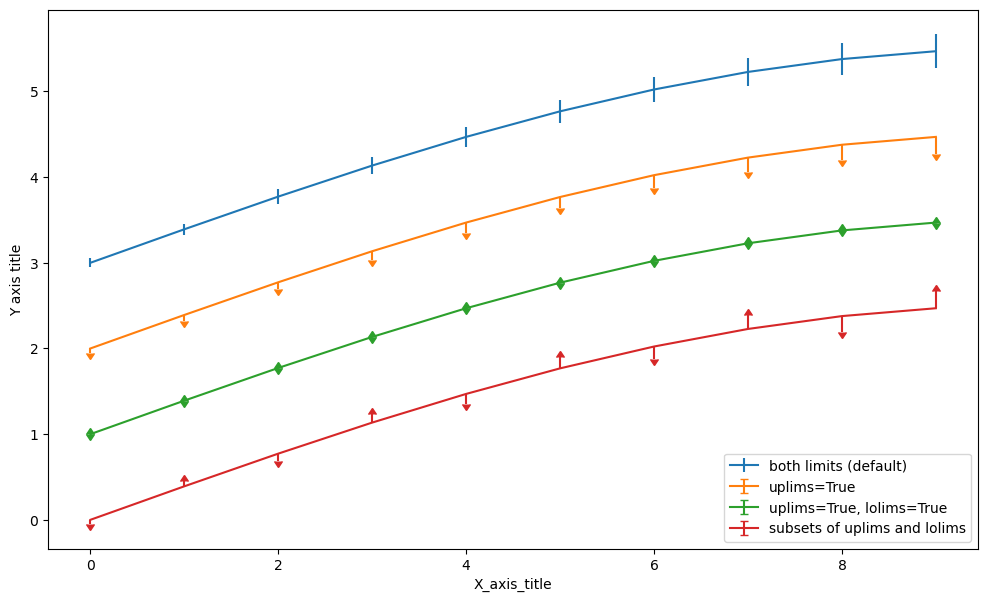 5
4
3
2
1
0
Y axis title
0
2
4
6
8
X_axis_title
both limits (default)
uplims=True
uplims=True, lolims=True
subsets of uplims and lolims